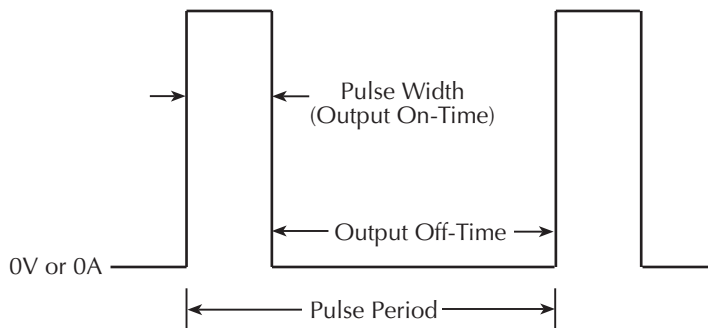 Pulse Width
(Output On-Time)
Output Off-Time
0V or 0A
Pulse Period